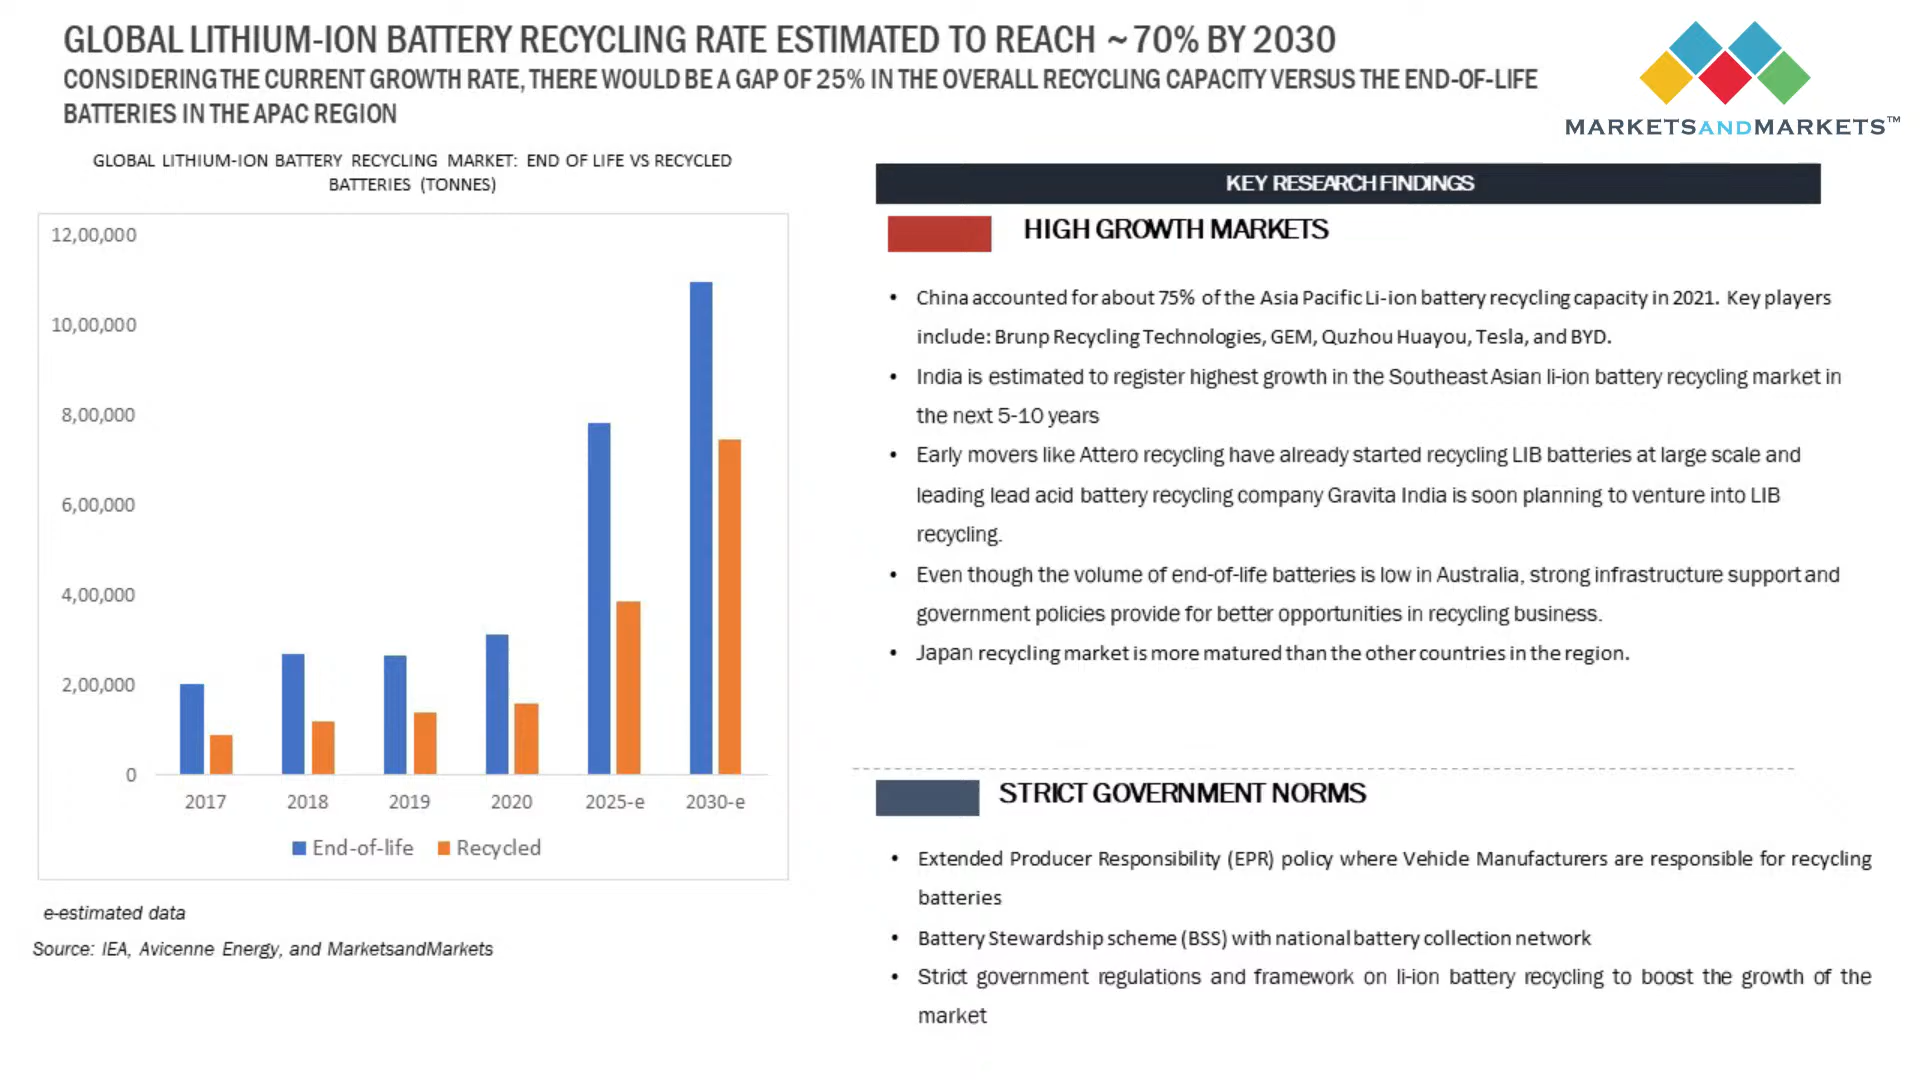 GLOBAL LITHIUM-ION BATTERY RECYCLING RATE ESTIMATED TO REACH ~70% BY 2030
CONSIDERING THE CURRENT GROWTH RATE, THERE WOULD BE A GAP OF 25% IN THE OVERALL RECYCLING CAPACITY VERSUS THE END-OF-LIFE
BATTERIES IN THE APAC REGION
MARKETSANDMARKETS™
GLOBAL LITHIUM-ION BATTERY RECYCLING MARKET: END OF LIFE VS RECYCLED
BATTERIES (TONNES)
12,00,000
10,00,000
8,00,000
6,00,000
4,00,000
2,00,000
0
2017 2018 2019 2020 2025-e 2030-e
End-of-life Recycled
e-estimated data
Source: IEA, Avicenne Energy, and MarketsandMarkets
KEY RESEARCH FINDINGS
HIGH GROWTH MARKETS
• China accounted for about 75% of the Asia Pacific Li-ion battery recycling capacity in 2021. Key players
include: Brunp Recycling Technologies, GEM, Quzhou Huayou, Tesla, and BYD.
• India is estimated to register highest growth in the Southeast Asian li-ion battery recycling market in
the next 5-10 years
• Early movers like Attero recycling have already started recycling LIB batteries at large scale and
leading lead acid battery recycling company Gravita India is soon planning to venture into LIB
recycling.
• Even though the volume of end-of-life batteries is low in Australia, strong infrastructure support and
government policies provide for better opportunities in recycling business.
• Japan recycling market is more matured than the other countries in the region.
STRICT GOVERNMENT NORMS
• Extended Producer Responsibility (EPR) policy where Vehicle Manufacturers are responsible for recycling
batteries
• Battery Stewardship scheme (BSS) with national battery collection network
• Strict government regulations and framework on li-ion battery recycling to boost the growth of the
market